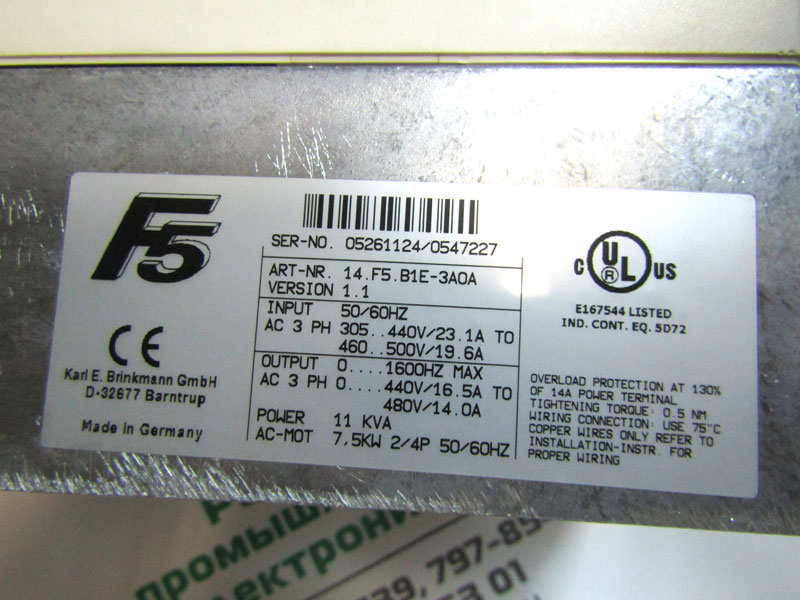 F5
SER-NO. 05261124/0547227
ART-NR. 14.F5.B1E-3A0A
VERSION 1.1
INPUT 50/60HZ
AC 3 PH 305..440V/23.1A TO
460..500V/19.6A
OUTPUT 0....1600HZ MAX
AC 3 PH 0....440V/16.5A TO
480V/14.0A
POWER 11 KVA
AC-MOT 7,5KW 2/4P 50/60HZ
CE
Karl E. Brinkmann GmbH
D-32677 Barntrup
Made in Germany
C UL ® US
E167544 LISTED
IND. CONT. EQ. 5D72
OVERLOAD PROTECTION AT 130%
OF 14A POWER TERMINAL
TIGHTENING TORQUE: 0.5 NM
WIRING CONNECTION: USE 75°C
COPPER WIRES ONLY REFER TO
INSTALLATION-INSTR. FOR
PROPER WIRING
39, 797-85
01